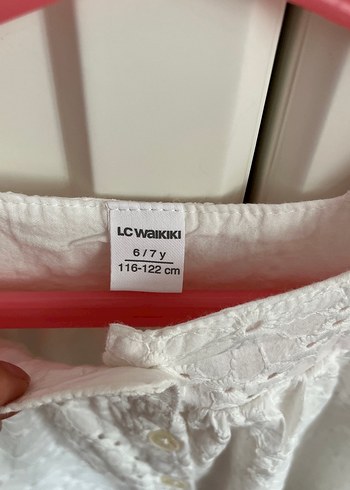 LC WAIKIKI
6 / 7 y
116-122 cm